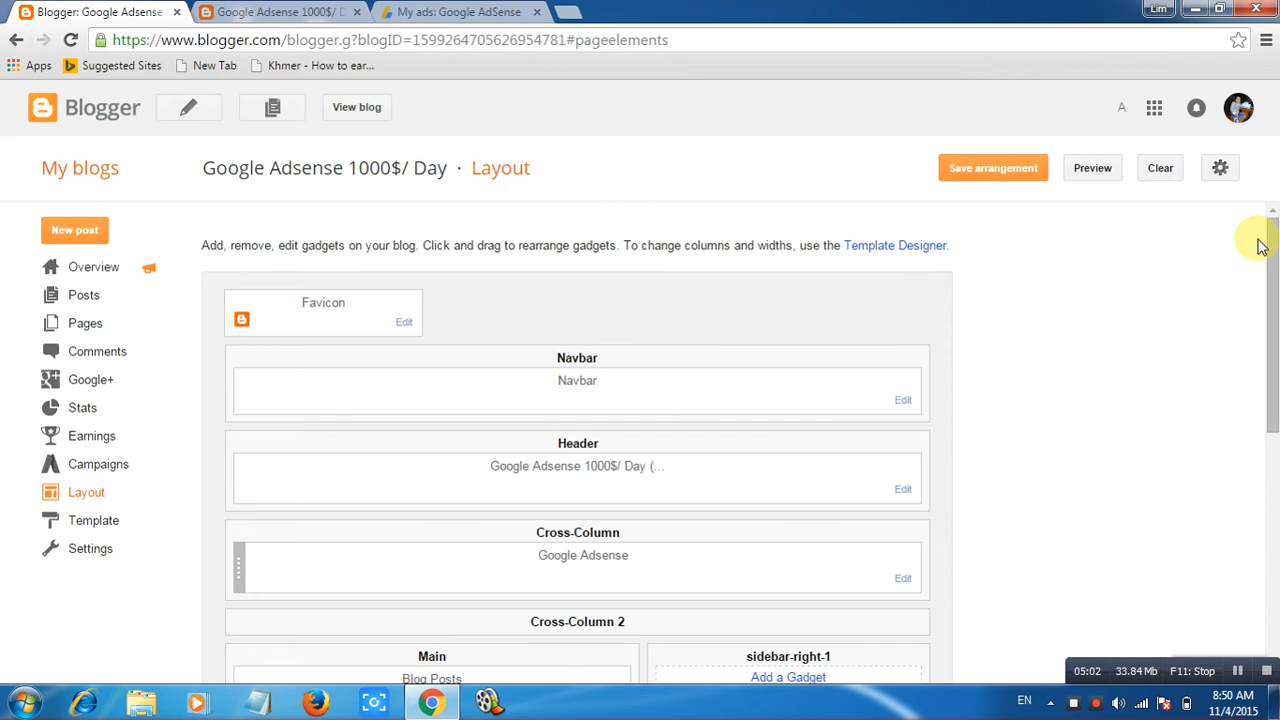 Blogger: Google Adsense
Google Adsense 1000$/ D
My ads: Google AdSense
Lim
https://www.blogger.com/blogger.g?blogID=1599264705626954781#pageelements
Apps
Suggested Sites
New Tab
Khmer - How to ear...
Blogger
View blog
A
My blogs
Google Adsense 1000$/ Day · Layout
Save arrangement
Preview
Clear
New post
Add, remove, edit gadgets on your blog. Click and drag to rearrange gadgets. To change columns and widths, use the Template Designer.
Overview
Posts
Pages
Comments
Google+
Stats
Earnings
Campaigns
Layout
Template
Settings
Favicon
Edit
Navbar
Navbar
Edit
Header
Google Adsense 1000$/ Day (...
Edit
Cross-Column
Google Adsense
Edit
Cross-Column 2
Main
Blog Posts
sidebar-right-1
Add a Gadget
05:02
33.84 Mb
F11: Stop
EN
8:50 AM
11/4/2015